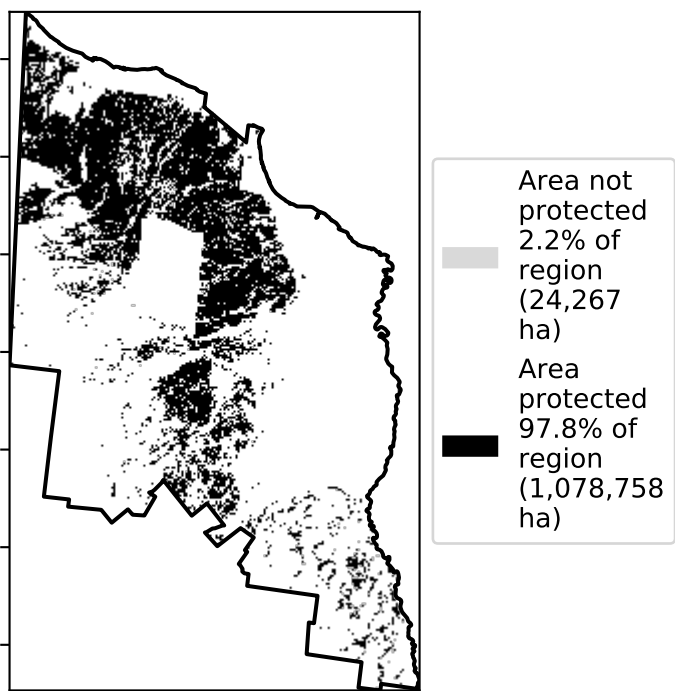 Area not
protected
2.2% of
region
(24,267
ha)
Area
protected
97.8% of
region
(1,078,758
ha)